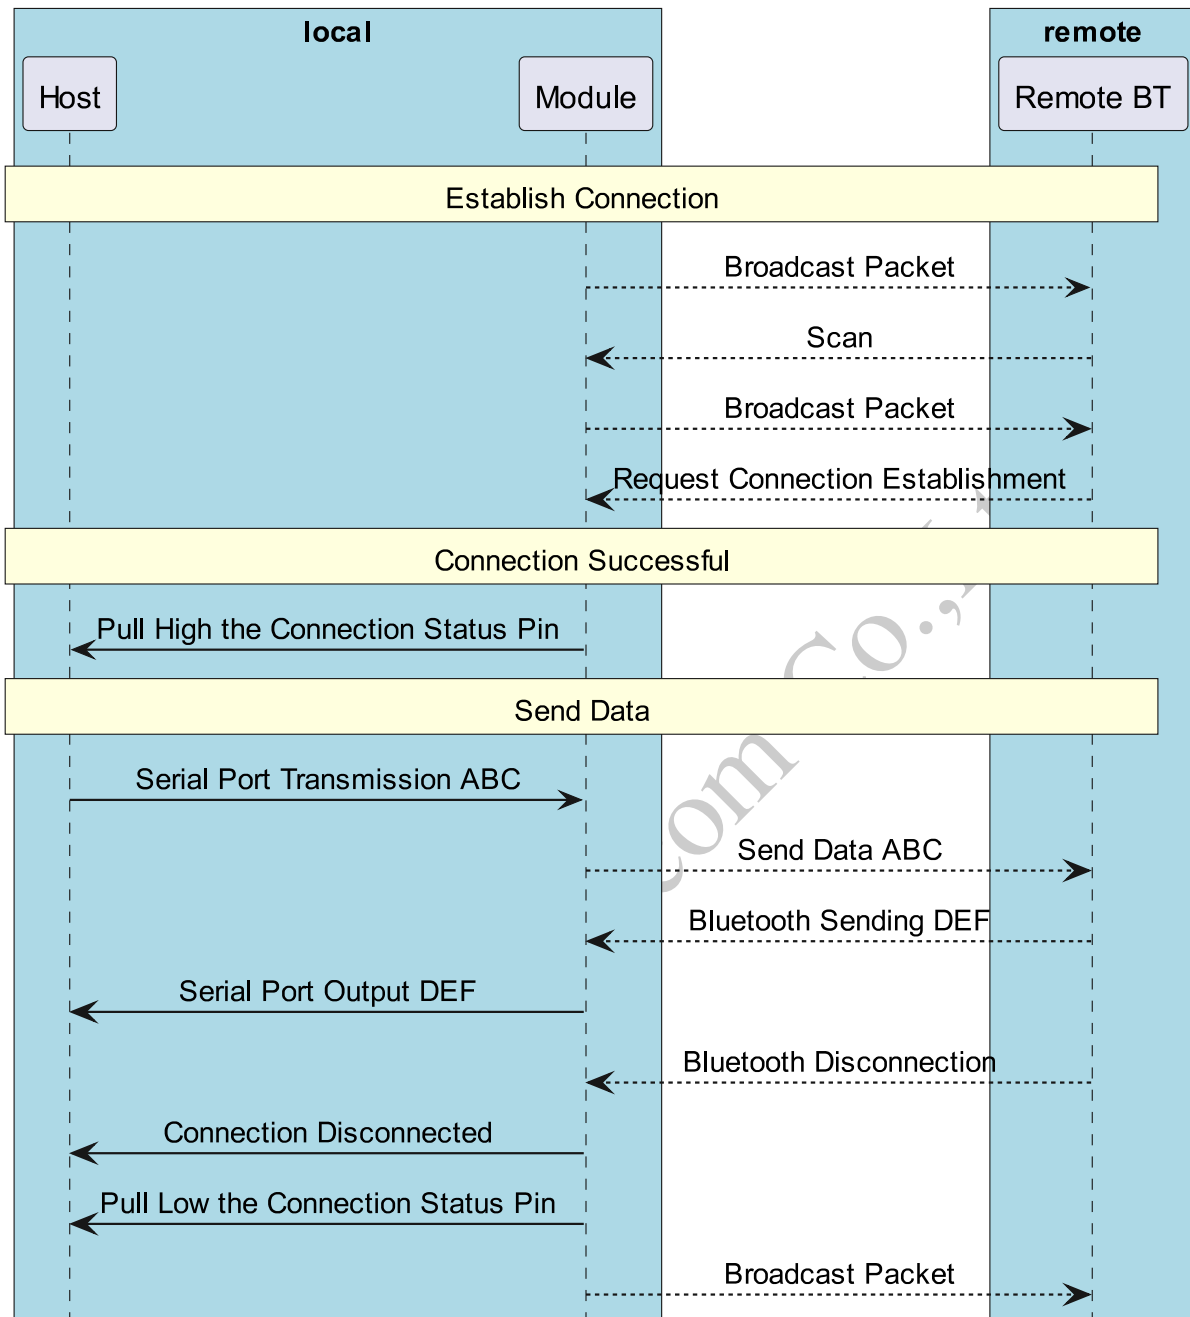 local
remote
Host
Module
Remote BT
Establish Connection
Broadcast Packet
Scan
Broadcast Packet
Request Connection Establishment
Connection Successful
Pull High the Connection Status Pin
Send Data
Serial Port Transmission ABC
Send Data ABC
Bluetooth Sending DEF
Serial Port Output DEF
Bluetooth Disconnection
Connection Disconnected
Pull Low the Connection Status Pin
Broadcast Packet